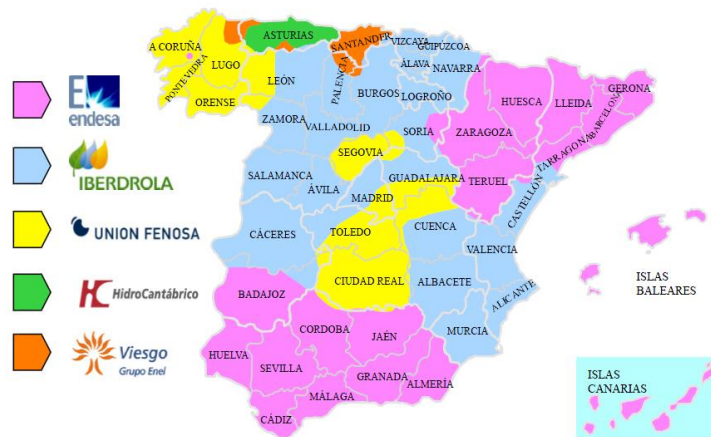 endesa
IBERDROLA
UNION FENOSA
HC HidroCantábrico
Viesgo
Grupo Enel
A CORUÑA
LUGO
PONTEVEDRA
ORENSE
ASTURIAS
SANTANDER
VIZCAYA
GUIPÚZCOA
ÁLAVA
NAVARRA
LEÓN
PALENCIA
BURGOS
LOGROÑO
HUESCA
LLEIDA
GERONA
BARCELONA
ZAMORA
VALLADOLID
SORIA
ZARAGOZA
TARRAGONA
SEGOVIA
SALAMANCA
ÁVILA
MADRID
GUADALAJARA
TERUEL
CASTELLÓN
CÁCERES
TOLEDO
CUENCA
VALENCIA
CIUDAD REAL
ALBACETE
ALICANTE
BADAJOZ
MURCIA
CORDOBA
JAÉN
HUELVA
SEVILLA
GRANADA
ALMERÍA
MÁLAGA
CÁDIZ
ISLAS
BALEARES
ISLAS
CANARIAS